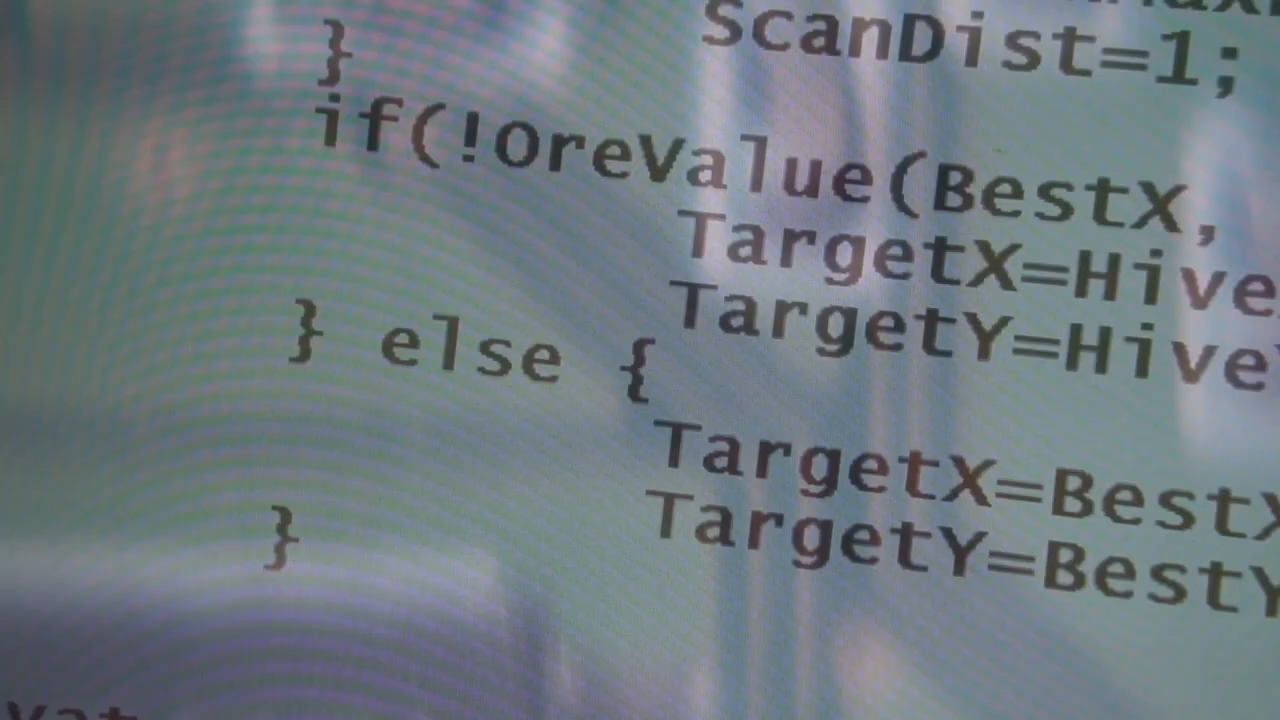 ScanDist=1;
}
if(!OreValue(BestX,
TargetX=Hive
TargetY=Hive
} else {
TargetX=BestX
TargetY=BestY
}